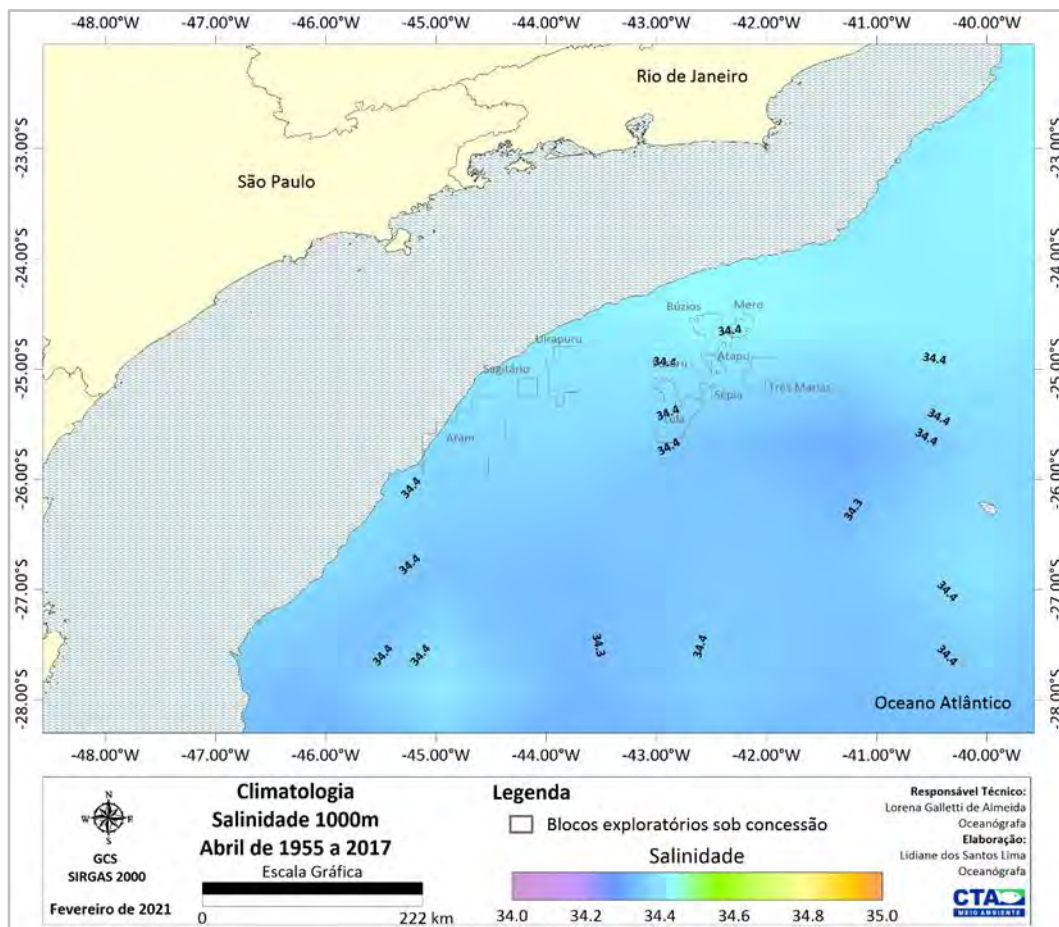 -48.00°W -47.00°W -46.00°W -45.00°W -44.00°W -43.00°W -42.00°W -41.00°W -40.00°W
Rio de Janeiro
-23.00°S -23.00°S
São Paulo
-24.00°S -24.00°S
Búzios Mero
34.4
Uirapuru
34.4 Atapu 34.4
-25.00°S -25.00°S
Sagitário
Três Marias
Sépia
34.4
Lula
34.4
34.4
Aram
34.4
-26.00°S -26.00°S
34.4
34.3
34.4
-27.00°S -27.00°S
34.4
34.4 34.4 34.3 34.4 34.4
-28.00°S -28.00°S
Oceano Atlântico
-48.00°W -47.00°W -46.00°W -45.00°W -44.00°W -43.00°W -42.00°W -41.00°W -40.00°W
N
W E
S
GCS
SIRGAS 2000
Fevereiro de 2021
Climatologia
Salinidade 1000m
Abril de 1955 a 2017
Escala Gráfica
0 222 km
Legenda
Blocos exploratórios sob concessão
Salinidade
34.0 34.2 34.4 34.6 34.8 35.0
Responsável Técnico:
Lorena Galletti de Almeida
Oceanógrafa
Elaboração:
Lidiane dos Santos Lima
Oceanógrafa
CTA
MEIO AMBIENTE